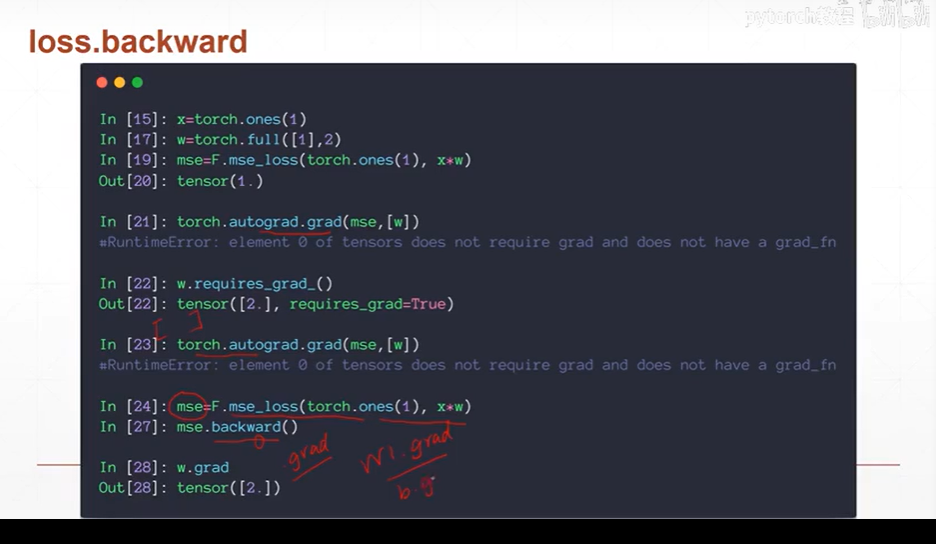 pytorch教程
loss.backward
In [15]: x=torch.ones(1)
In [17]: w=torch.full([1],2)
In [19]: mse=F.mse_loss(torch.ones(1), x*w)
Out[20]: tensor(1.)
In [21]: torch.autograd.grad(mse,[w])
#RuntimeError: element 0 of tensors does not require grad and does not have a grad_fn
In [22]: w.requires_grad_()
Out[22]: tensor([2.], requires_grad=True)
[ ]
In [23]: torch.autograd.grad(mse,[w])
#RuntimeError: element 0 of tensors does not require grad and does not have a grad_fn
In [24]: mse=F.mse_loss(torch.ones(1), x*w)
In [27]: mse.backward()
.grad
W1.grad
b.g
In [28]: w.grad
Out[28]: tensor([2.])